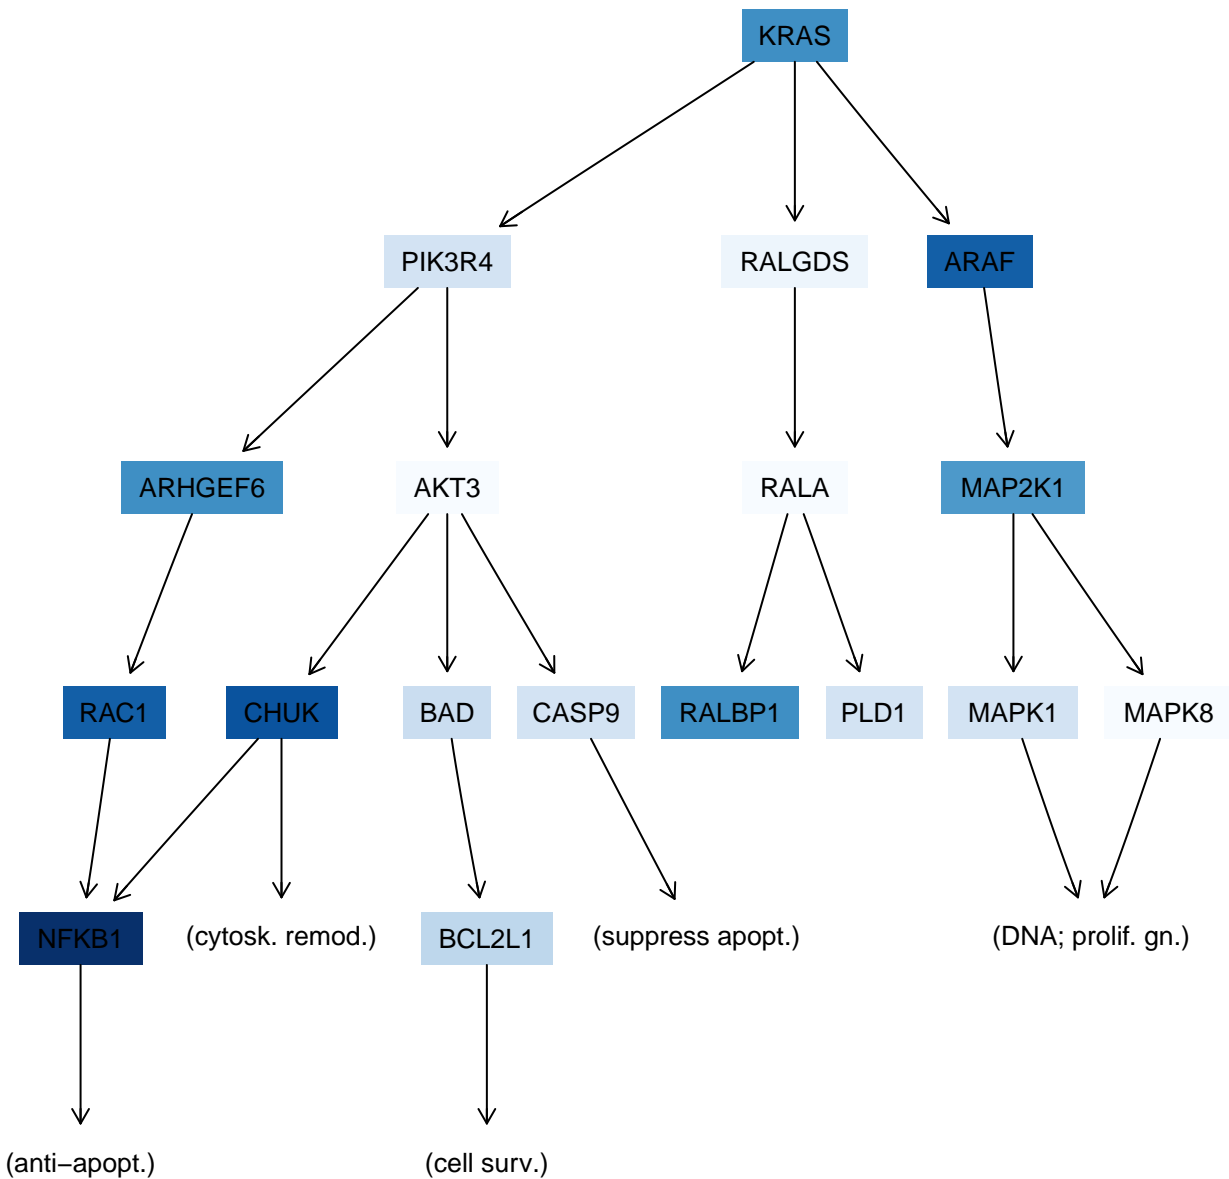 KRAS
PIK3R4
RALGDS
ARAF
ARHGEF6
AKT3
RALA
MAP2K1
RAC1
CHUK
BAD
CASP9
RALBP1
PLD1
MAPK1
MAPK8
NFKB1
(cytosk. remod.)
BCL2L1
(suppress apopt.)
(DNA; prolif. gn.)
(anti−apopt.)
(cell surv.)